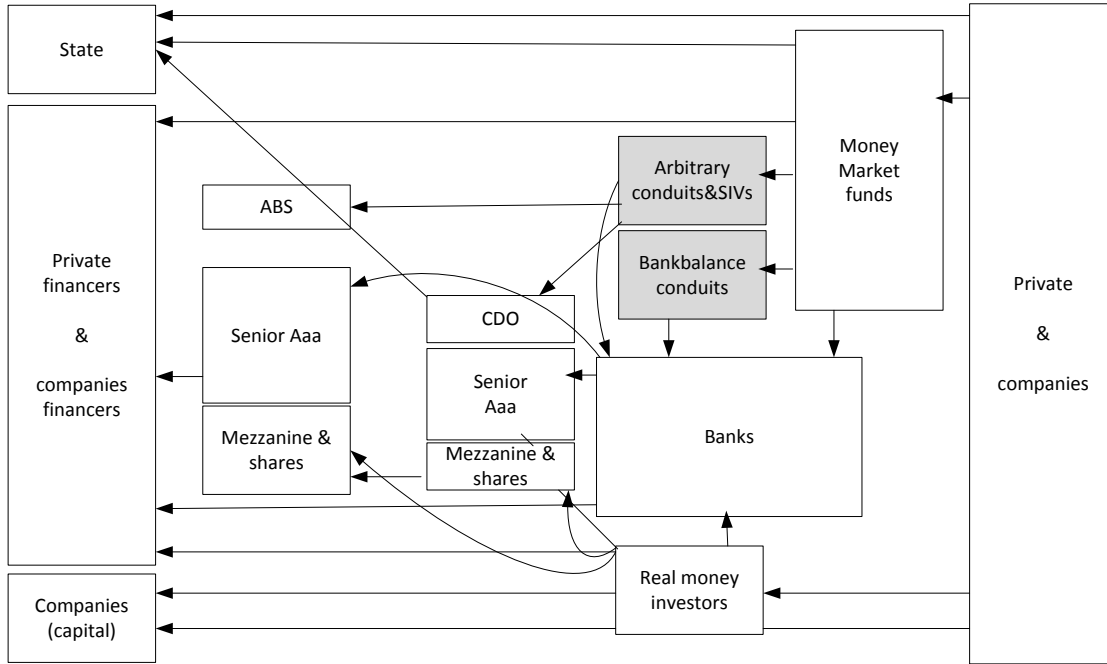 State
Private
financers
&
companies
financers
Companies
(capital)
ABS
Senior Aaa
Mezzanine &
shares
CDO
Senior
Aaa
Mezzanine &
shares
Arbitrary
conduits&SIVs
Bankbalance
conduits
Banks
Real money
investors
Money
Market
funds
Private
&
companies